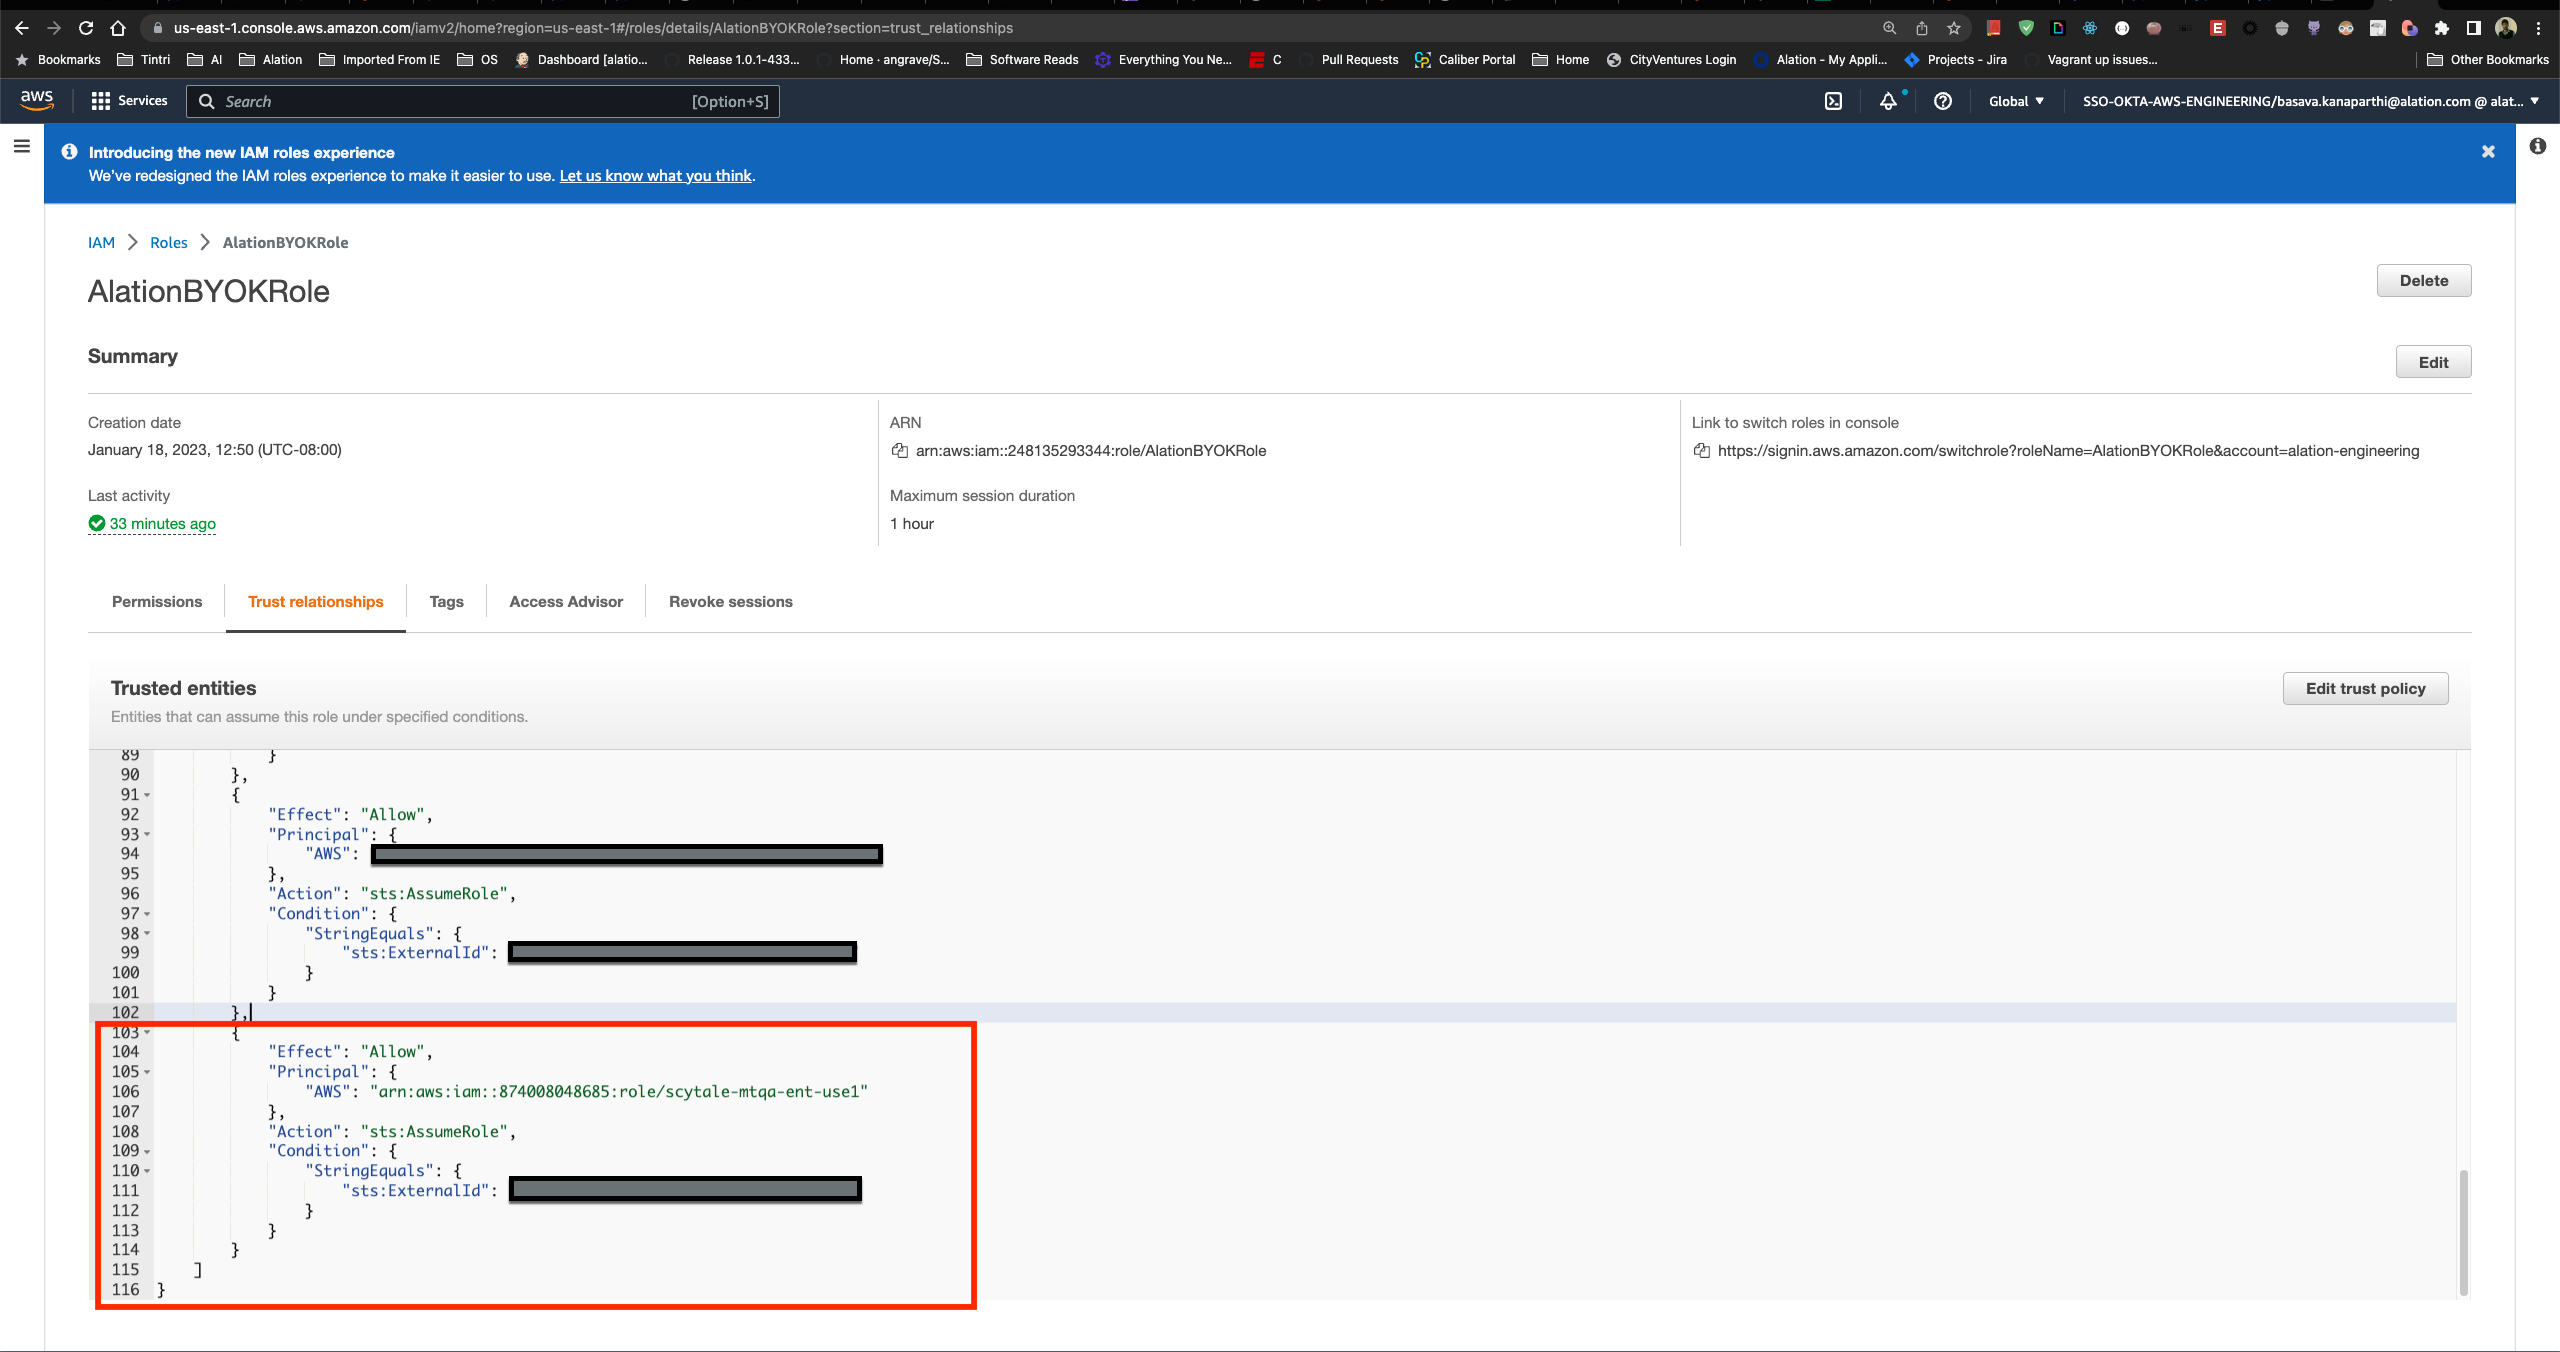 us-east-1.console.aws.amazon.com/iamv2/home?region=us-east-1#/roles/details/AlationBYOKRole?section=trust_relationships
Bookmarks Tintri AI Alation Imported From IE OS Dashboard [alatio... Release 1.0.1-433... Home · angrave/S... Software Reads Everything You Ne... C Pull Requests Caliber Portal Home CityVentures Login Alation - My Appli... Projects - Jira Vagrant up issues... Other Bookmarks
aws Services Search [Option+S] Global SSO-OKTA-AWS-ENGINEERING/basava.kanaparthi@alation.com @ alat...
Introducing the new IAM roles experience
We've redesigned the IAM roles experience to make it easier to use. Let us know what you think.
IAM > Roles > AlationBYOKRole
AlationBYOKRole
Delete
Summary
Edit
Creation date
January 18, 2023, 12:50 (UTC-08:00)
ARN
arn:aws:iam::248135293344:role/AlationBYOKRole
Link to switch roles in console
https://signin.aws.amazon.com/switchrole?roleName=AlationBYOKRole&account=alation-engineering
Last activity
33 minutes ago
Maximum session duration
1 hour
Permissions Trust relationships Tags Access Advisor Revoke sessions
Trusted entities
Entities that can assume this role under specified conditions.
Edit trust policy
89 }
90 },
91 {
92 "Effect": "Allow",
93 "Principal": {
94 "AWS":
95 },
96 "Action": "sts:AssumeRole",
97 "Condition": {
98 "StringEquals": {
99 "sts:ExternalId":
100 }
101 }
102 },
103 {
104 "Effect": "Allow",
105 "Principal": {
106 "AWS": "arn:aws:iam::874008048685:role/scytale-mtqa-ent-use1"
107 },
108 "Action": "sts:AssumeRole",
109 "Condition": {
110 "StringEquals": {
111 "sts:ExternalId":
112 }
113 }
114 }
115 ]
116 }